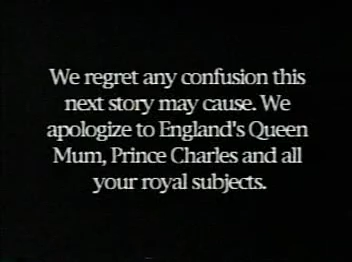 We regret any confusion this
next story may cause. We
apologize to England's Queen
Mum, Prince Charles and all
your royal subjects.